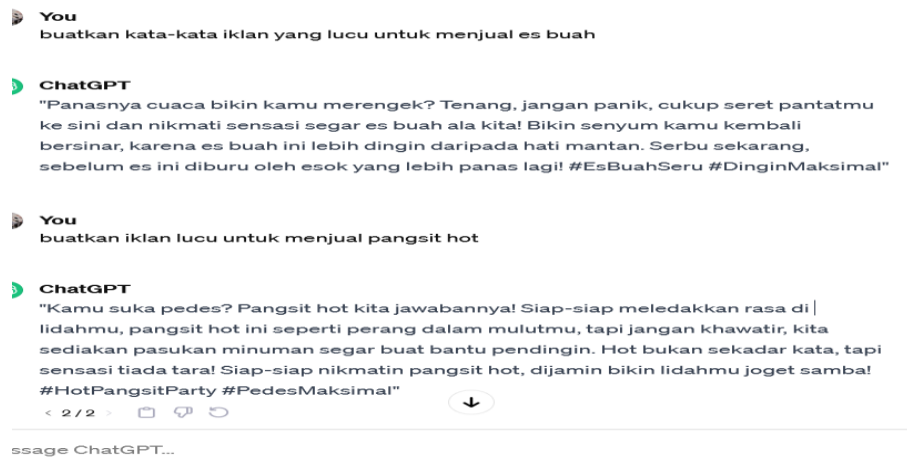 You
buatkan kata-kata iklan yang lucu untuk menjual es buah
ChatGPT
"Panasnya cuaca bikin kamu merengek? Tenang, jangan panik, cukup seret pantatmu
ke sini dan nikmati sensasi segar es buah ala kita! Bikin senyum kamu kembali
bersinar, karena es buah ini lebih dingin daripada hati mantan. Serbu sekarang,
sebelum es ini diburu oleh esok yang lebih panas lagi! #EsBuahSeru #DinginMaksimal"
You
buatkan iklan lucu untuk menjual pangsit hot
ChatGPT
"Kamu suka pedes? Pangsit hot kita jawabannya! Siap-siap meledakkan rasa di
lidahmu, pangsit hot ini seperti perang dalam mulutmu, tapi jangan khawatir, kita
sediakan pasukan minuman segar buat bantu pendingin. Hot bukan sekadar kata, tapi
sensasi tiada tara! Siap-siap nikmatin pangsit hot, dijamin bikin lidahmu joget samba!
#HotPangsitParty #PedesMaksimal"
< 2/2 >
ssage ChatGPT...